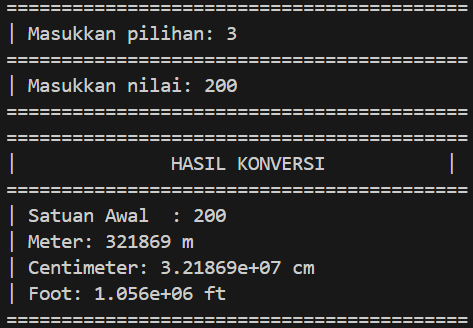 ==========================================
| Masukkan pilihan: 3
==========================================
| Masukkan nilai: 200
==========================================
==========================================
|              HASIL KONVERSI           |
==========================================
| Satuan Awal  : 200
| Meter: 321869 m
| Centimeter: 3.21869e+07 cm
| Foot: 1.056e+06 ft
==========================================